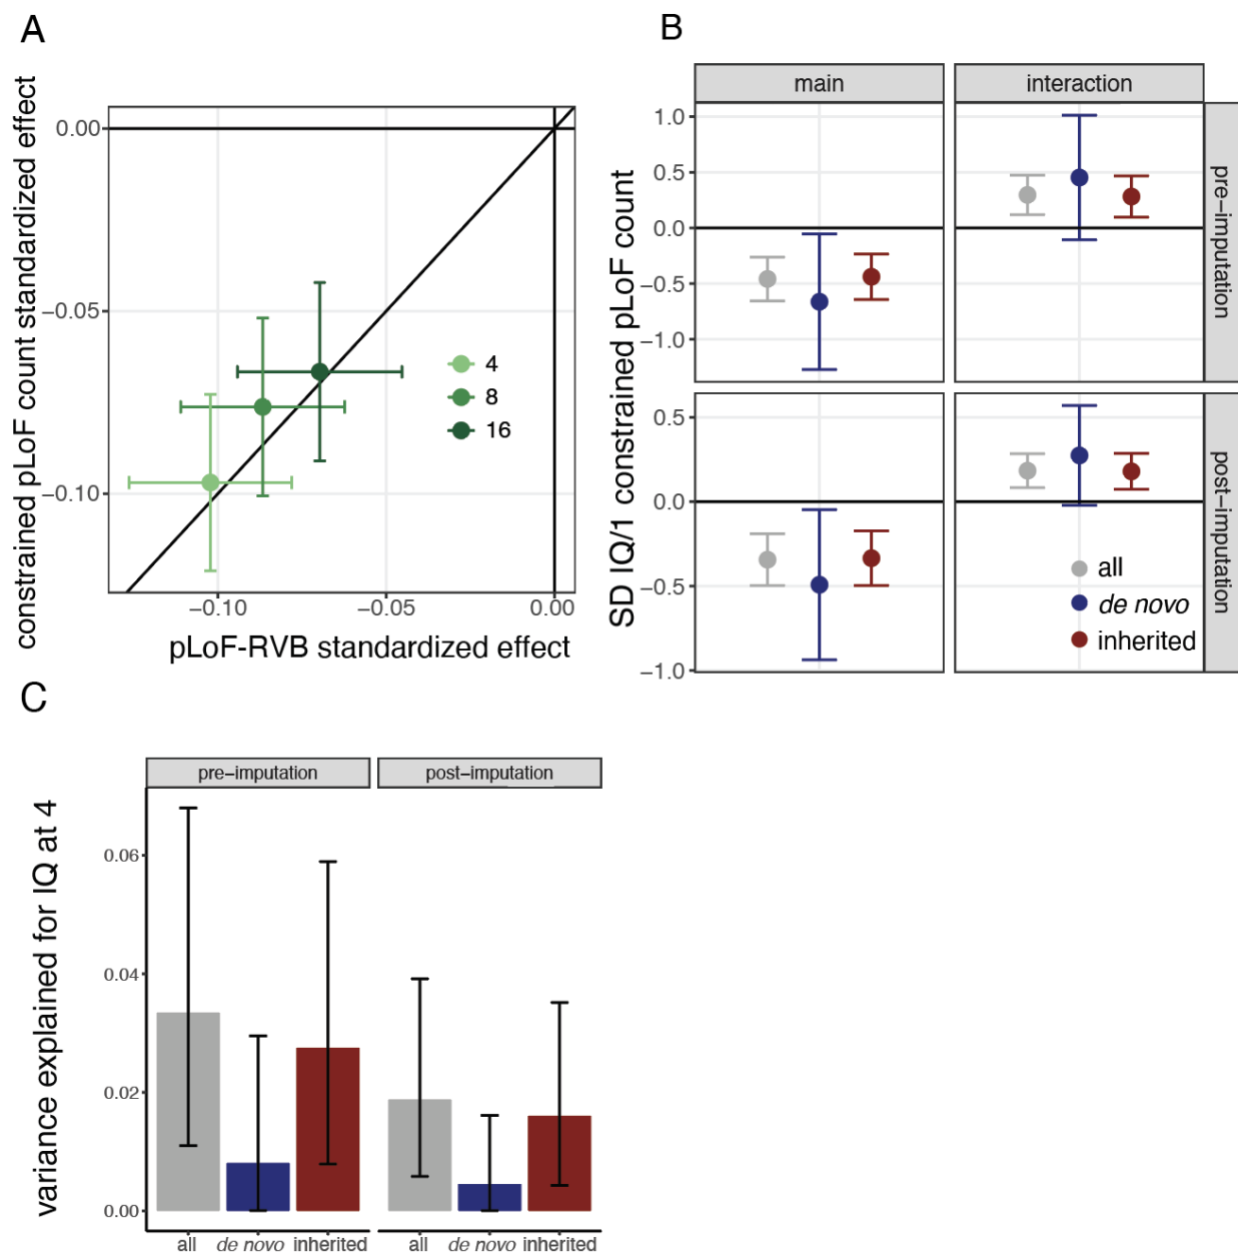 A
constrained pLoF count standardized effect
0.00
−0.05
−0.10
−0.10
−0.05
0.00
pLoF-RVB standardized effect
4
8
16
B
main
interaction
SD IQ/1 constrained pLoF count
1.0
0.5
0.0
−0.5
−1.0
pre−imputation
0.5
0.0
−0.5
−1.0
post−imputation
all
de novo
inherited
C
pre−imputation
post−imputation
variance explained for IQ at 4
0.06
0.04
0.02
0.00
all de novo inherited
all de novo inherited